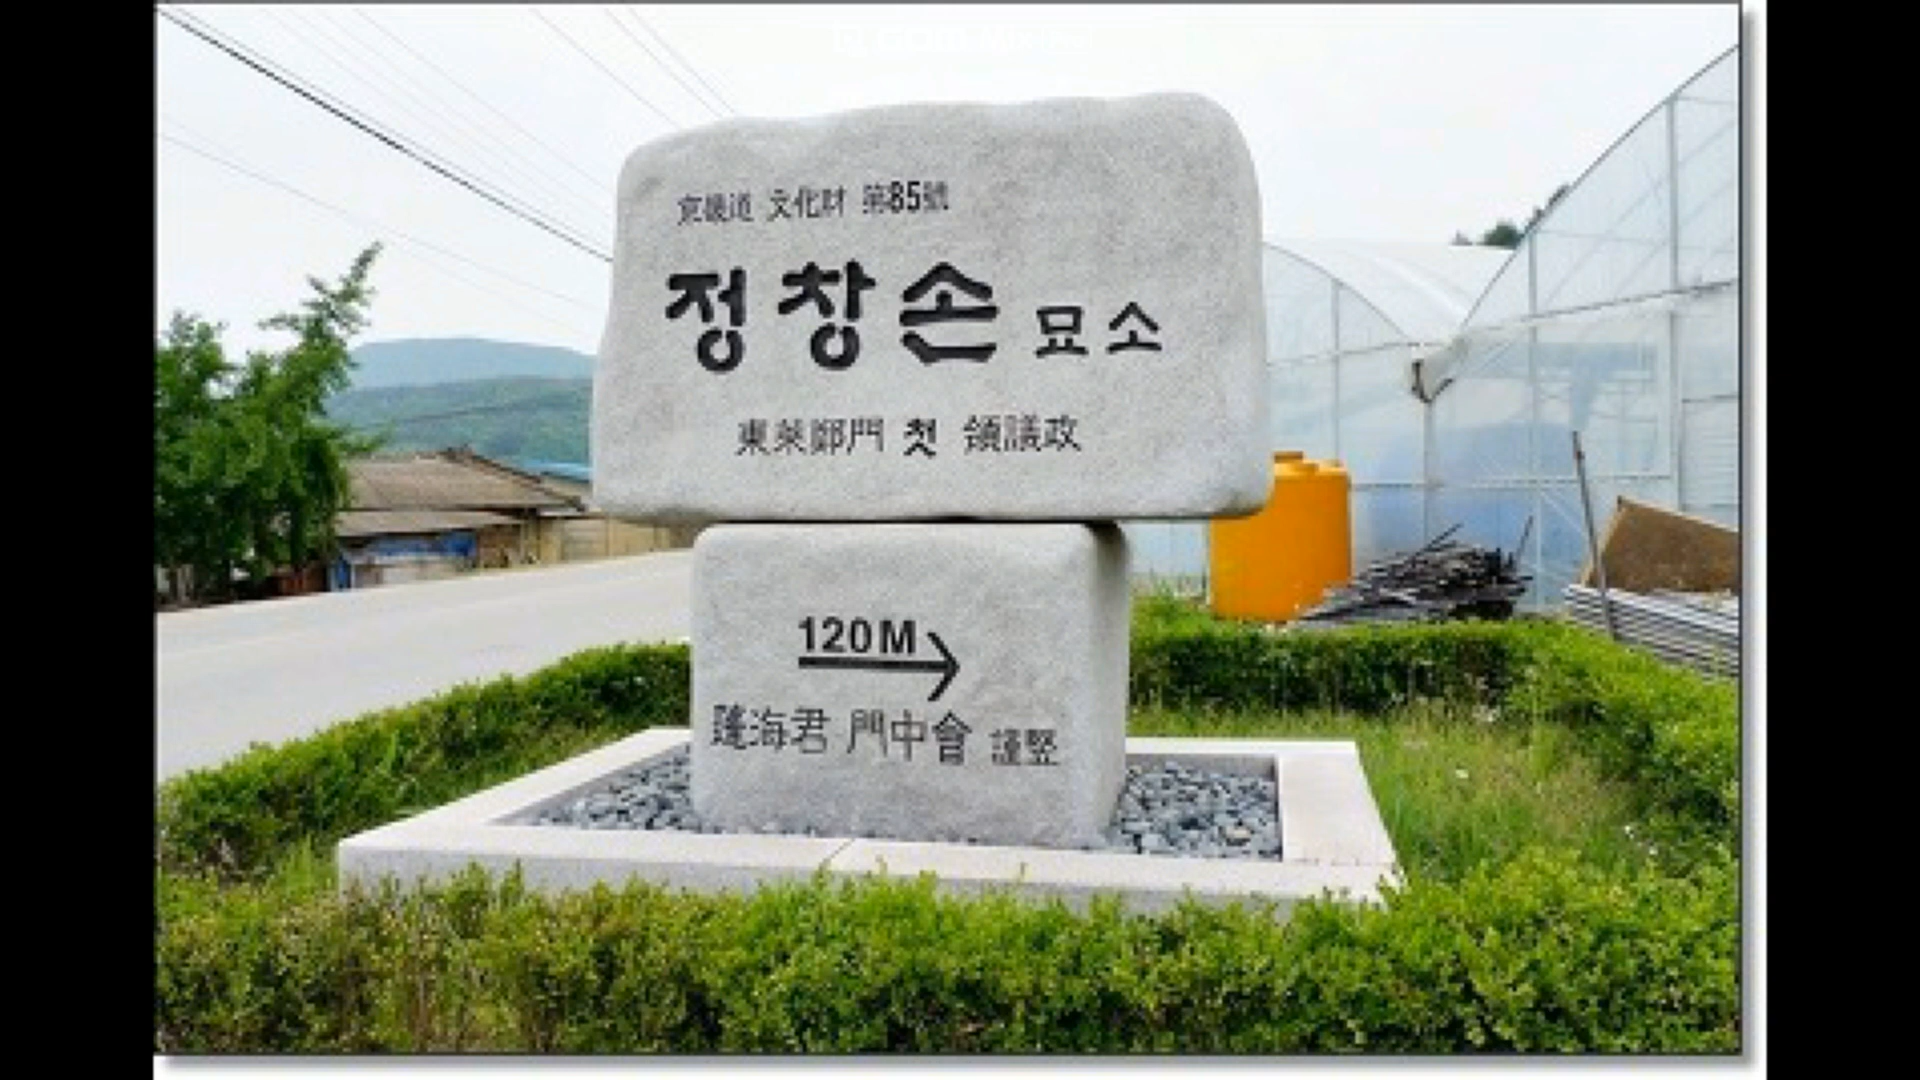 京畿道 文化財 第85號
정창손 묘소
東萊鄭門 첫 領議政
120M
蓬海君 門中會 謹竪